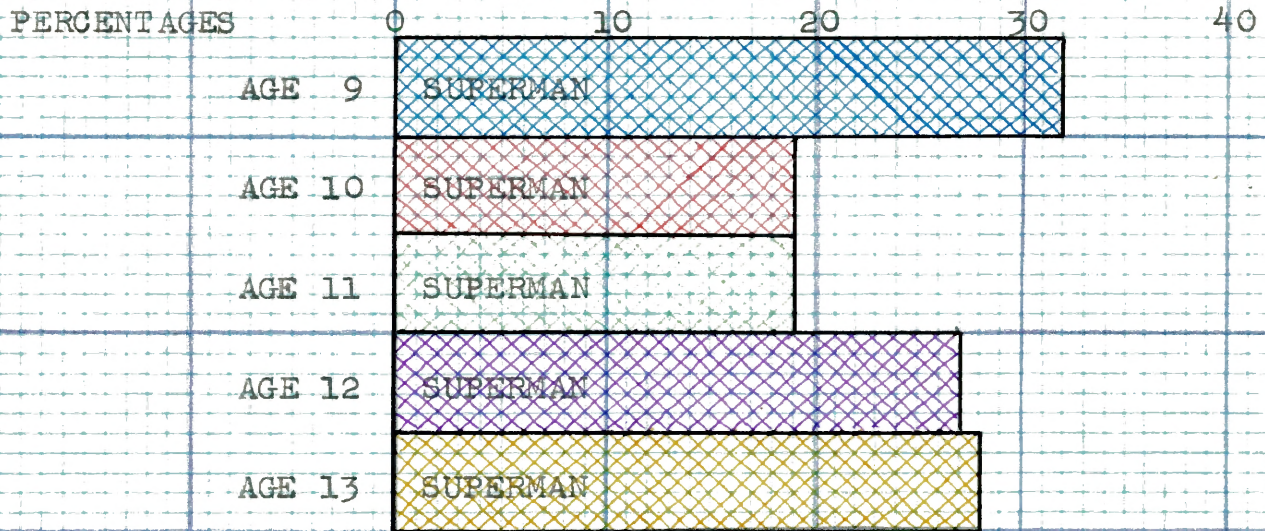 PERCENTAGES 0 10 20 30 40
AGE 9 SUPERMAN
AGE 10 SUPERMAN
AGE 11 SUPERMAN
AGE 12 SUPERMAN
AGE 13 SUPERMAN